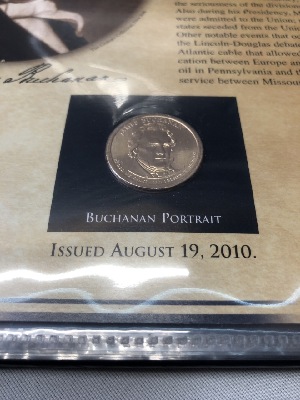 the seriousness of the division
Also during his Presidency, M
were admitted to the Union;
states seceded from the Union
Other notable events that oc
the Lincoln-Douglas debate
Atlantic cable that allowed
cation between Europe an
oil in Pennsylvania and t
service between Missou
Buchanan
JAMES BUCHANAN
BUCHANAN PORTRAIT
ISSUED AUGUST 19, 2010.